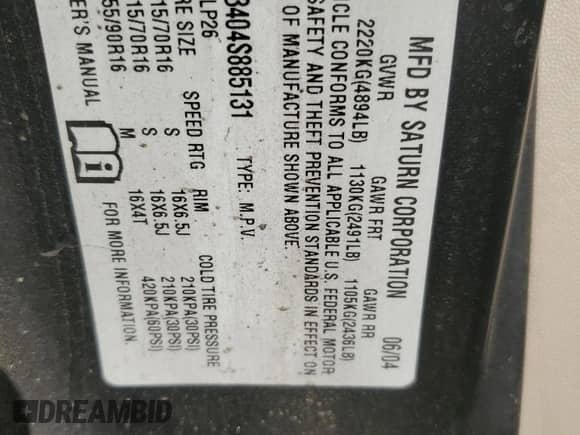 MFD BY SATURN CORPORATION 06/04
GVWR GAWR FRT GAWR RR
2220KG(4894LB) 1130KG(2491LB) 1105KG(2436LB)
ICLE CONFORMS TO ALL APPLICABLE U.S. FEDERAL MOTOR
SAFETY AND THEFT PREVENTION STANDARDS IN EFFECT ON
OF MANUFACTURE SHOWN ABOVE.
3404S885131 TYPE: M.P.V.
LP26
RE SIZE SPEED RTG RIM COLD TIRE PRESSURE
15/70R16 S 16X6.5J 210KPA(30PSI)
15/70R16 S 16X6.5J 210KPA(30PSI)
55/90R16 M 16X4T 420KPA(60PSI)
ER'S MANUAL FOR MORE INFORMATION.
DREAMBID